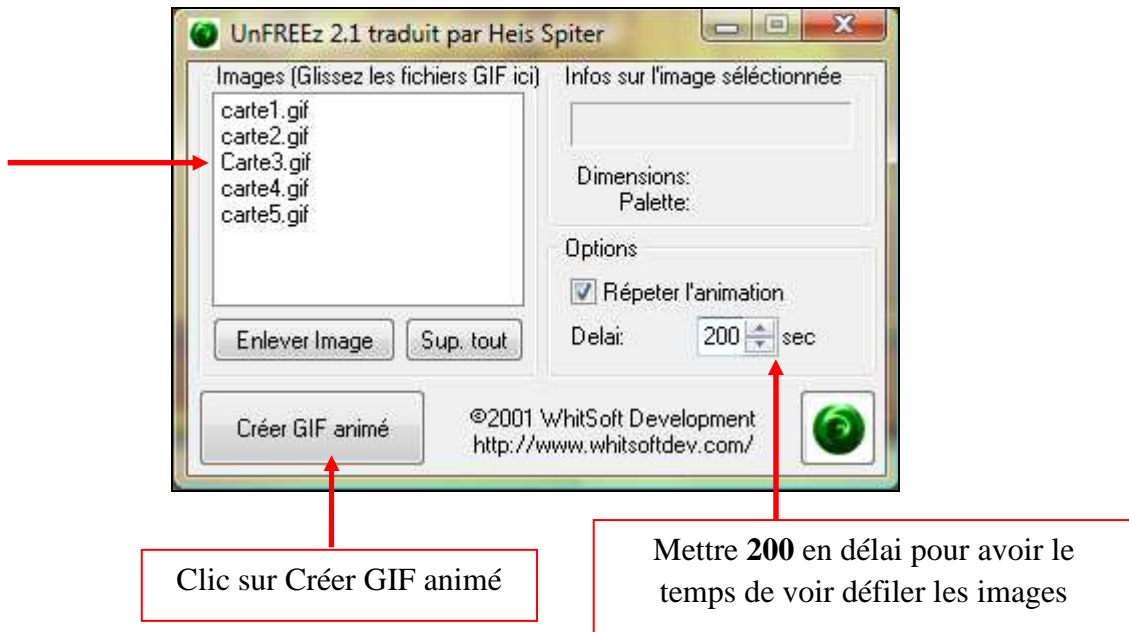 UnFREEz 2.1 traduit par Heis Spiter
Images (Glissez les fichiers GIF ici)
carte1.gif
carte2.gif
Carte3.gif
carte4.gif
carte5.gif
Enlever Image
Sup. tout
Infos sur l'image séléctionnée
Dimensions:
Palette:
Options
Répeter l'animation
Delai: 200 sec
Créer GIF animé
©2001 WhitSoft Development
http://www.whitsoftdev.com/
Clic sur Créer GIF animé
Mettre 200 en délai pour avoir le
temps de voir défiler les images